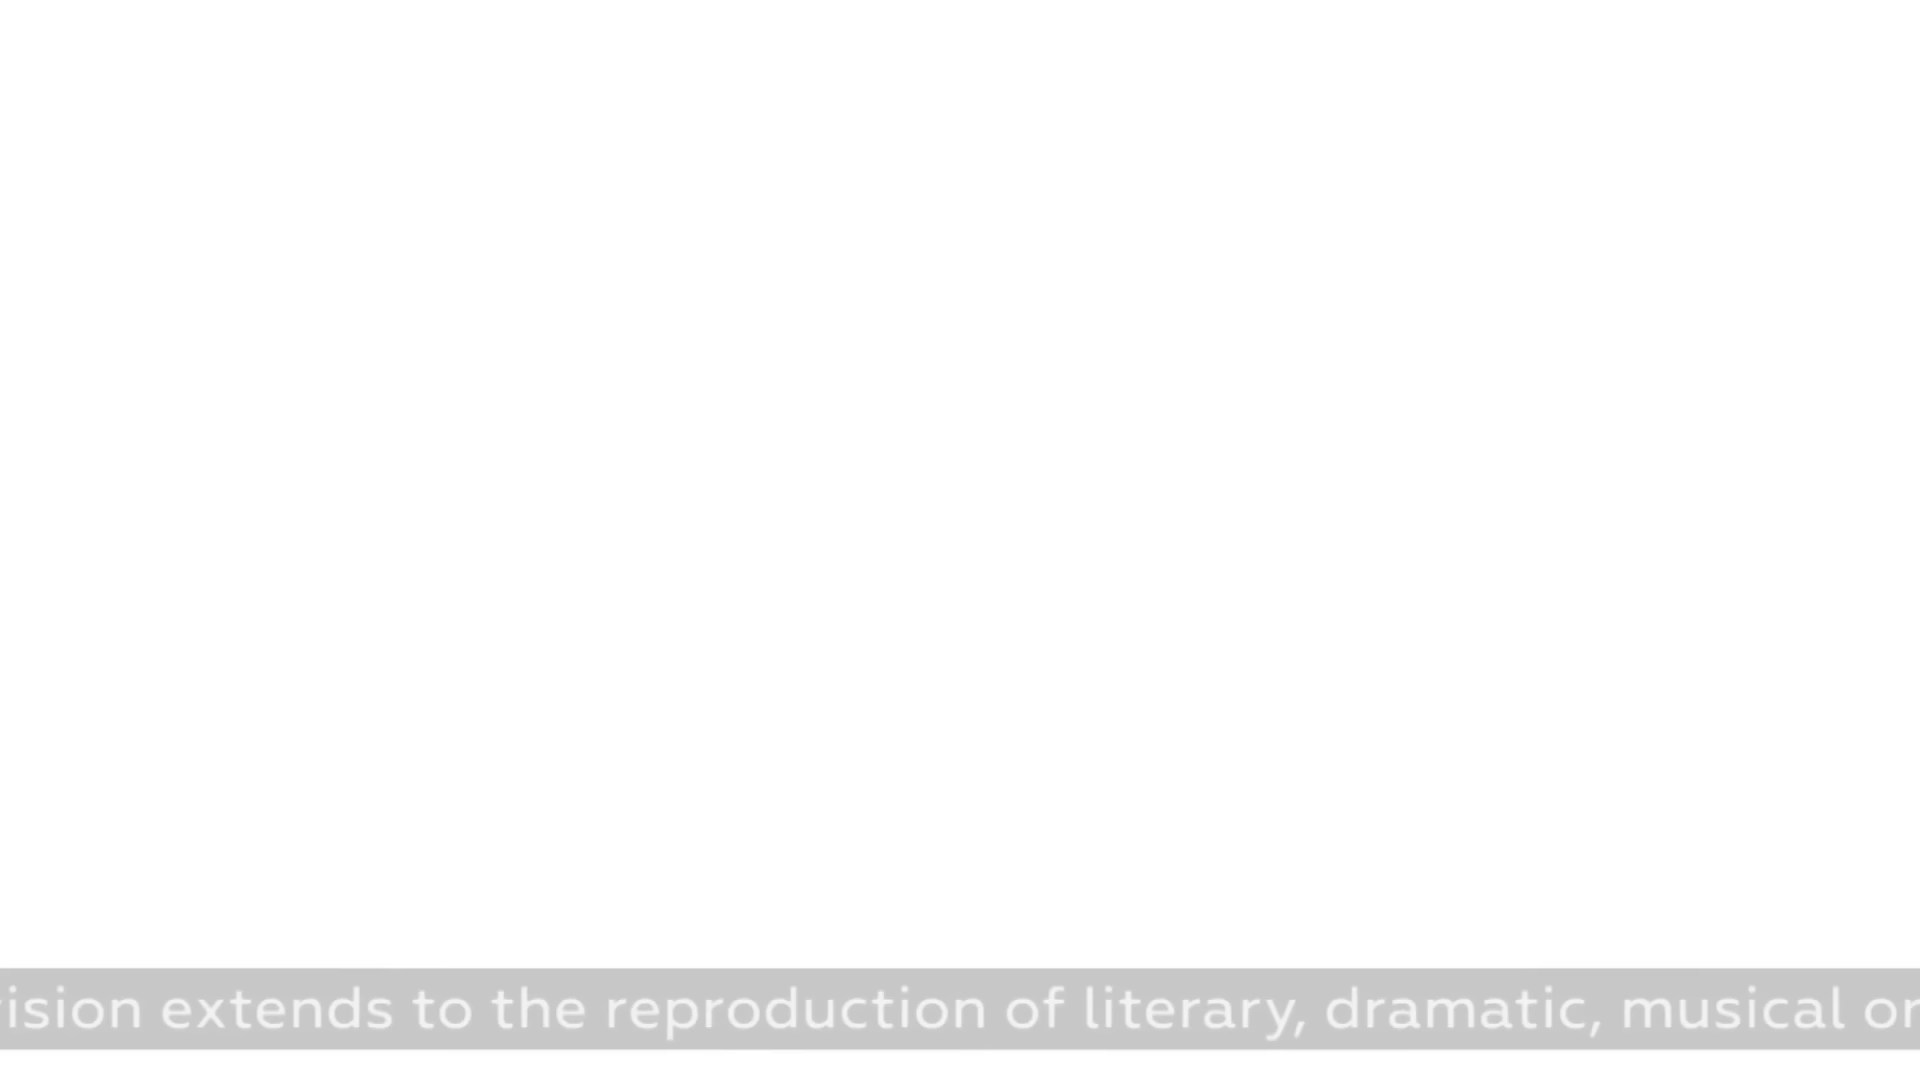 ision extends to the reproduction of literary, dramatic, musical or